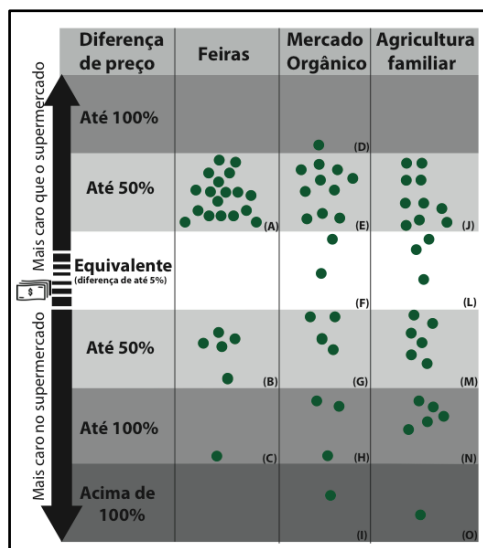 Diferença de preço
Feiras
Mercado Orgânico
Agricultura familiar
Mais caro que o supermercado
Até 100%
(D)
Até 50%
(A)
(E)
(J)
Equivalente
(diferença de até 5%)
(F)
(L)
$
Mais caro no supermercado
Até 50%
(B)
(G)
(M)
Até 100%
(C)
(H)
(N)
Acima de 100%
(I)
(O)